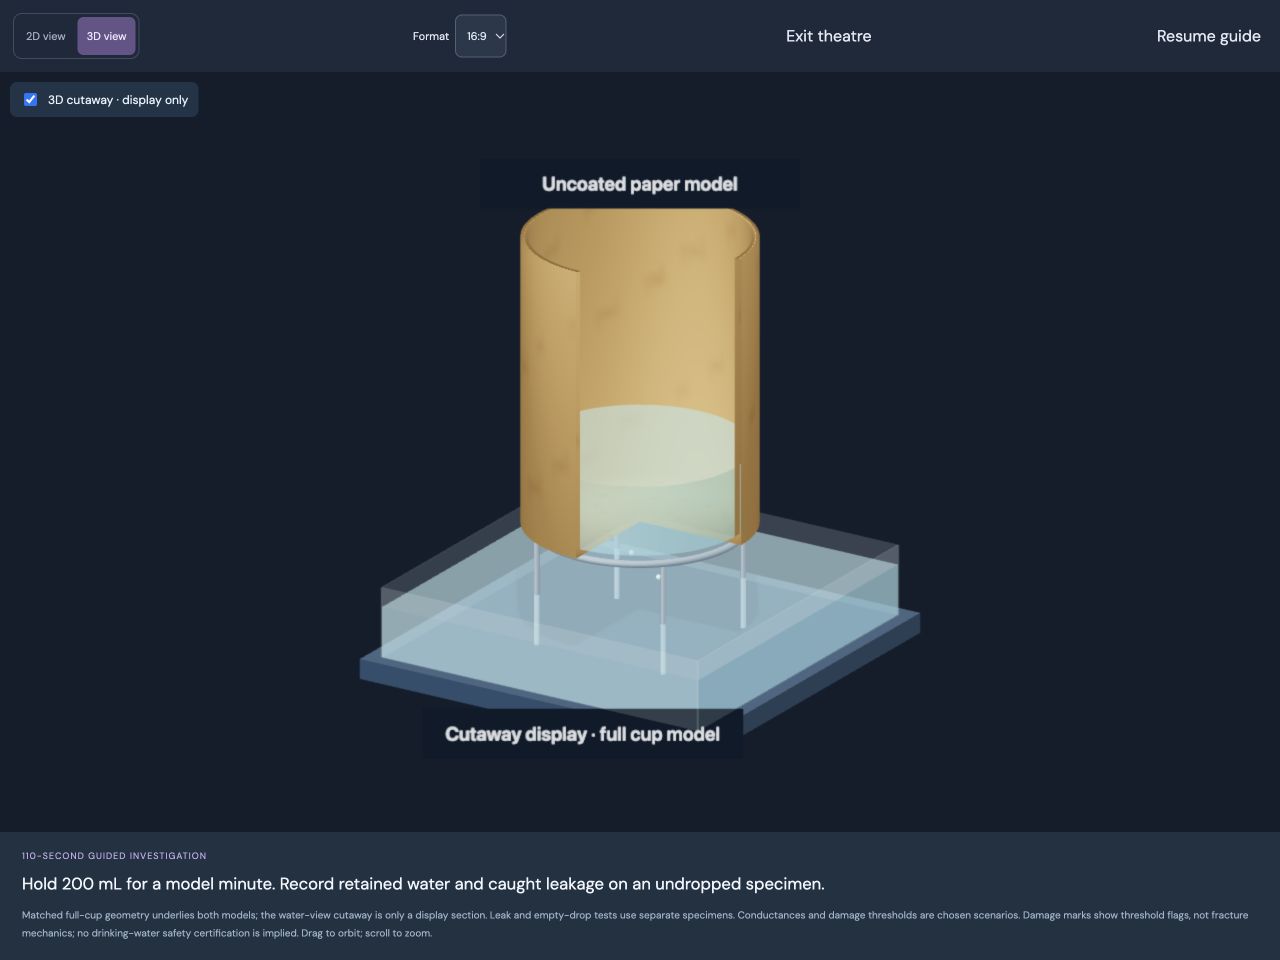 2D view
3D view
Format
16:9
Exit theatre
Resume guide
3D cutaway · display only
Uncoated paper model
Cutaway display · full cup model
110-SECOND GUIDED INVESTIGATION
Hold 200 mL for a model minute. Record retained water and caught leakage on an undropped specimen.
Matched full-cup geometry underlies both models; the water-view cutaway is only a display section. Leak and empty-drop tests use separate specimens. Conductances and damage thresholds are chosen scenarios. Damage marks show threshold flags, not fracture
mechanics; no drinking-water safety certification is implied. Drag to orbit; scroll to zoom.